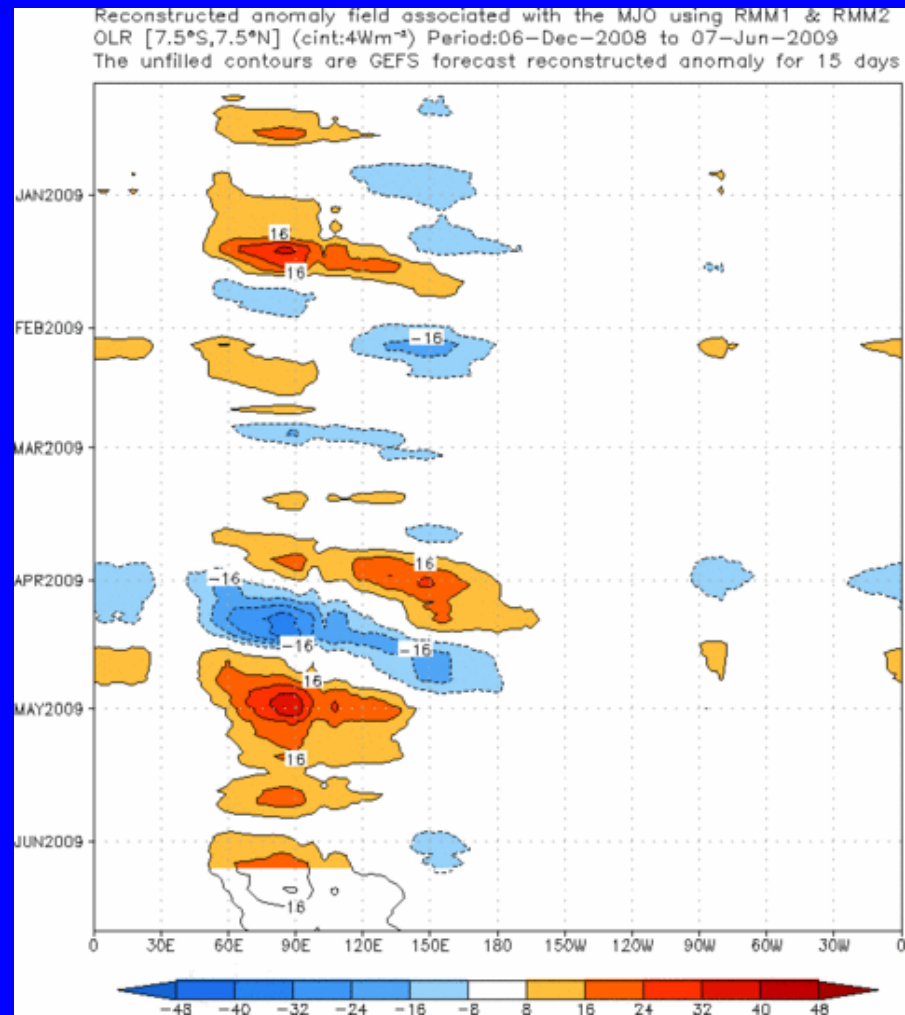 Reconstructed anomaly field associated with the MJO using RMM1 & RMM2
OLR [7.5°S,7.5°N] (cint:4Wm⁻²) Period:06-Dec-2008 to 07-Jun-2009
The unfilled contours are GEFS forecast reconstructed anomaly for 15 days
JAN2009
16
16
FEB2009
-16
MAR2009
16
APR2009
-16
-16
-16
16
MAY2009
16
JUN2009
16
0 30E 60E 90E 120E 150E 180 150W 120W 90W 60W 30W 0
-48 -40 -32 -24 -16 -8 8 16 24 32 40 48